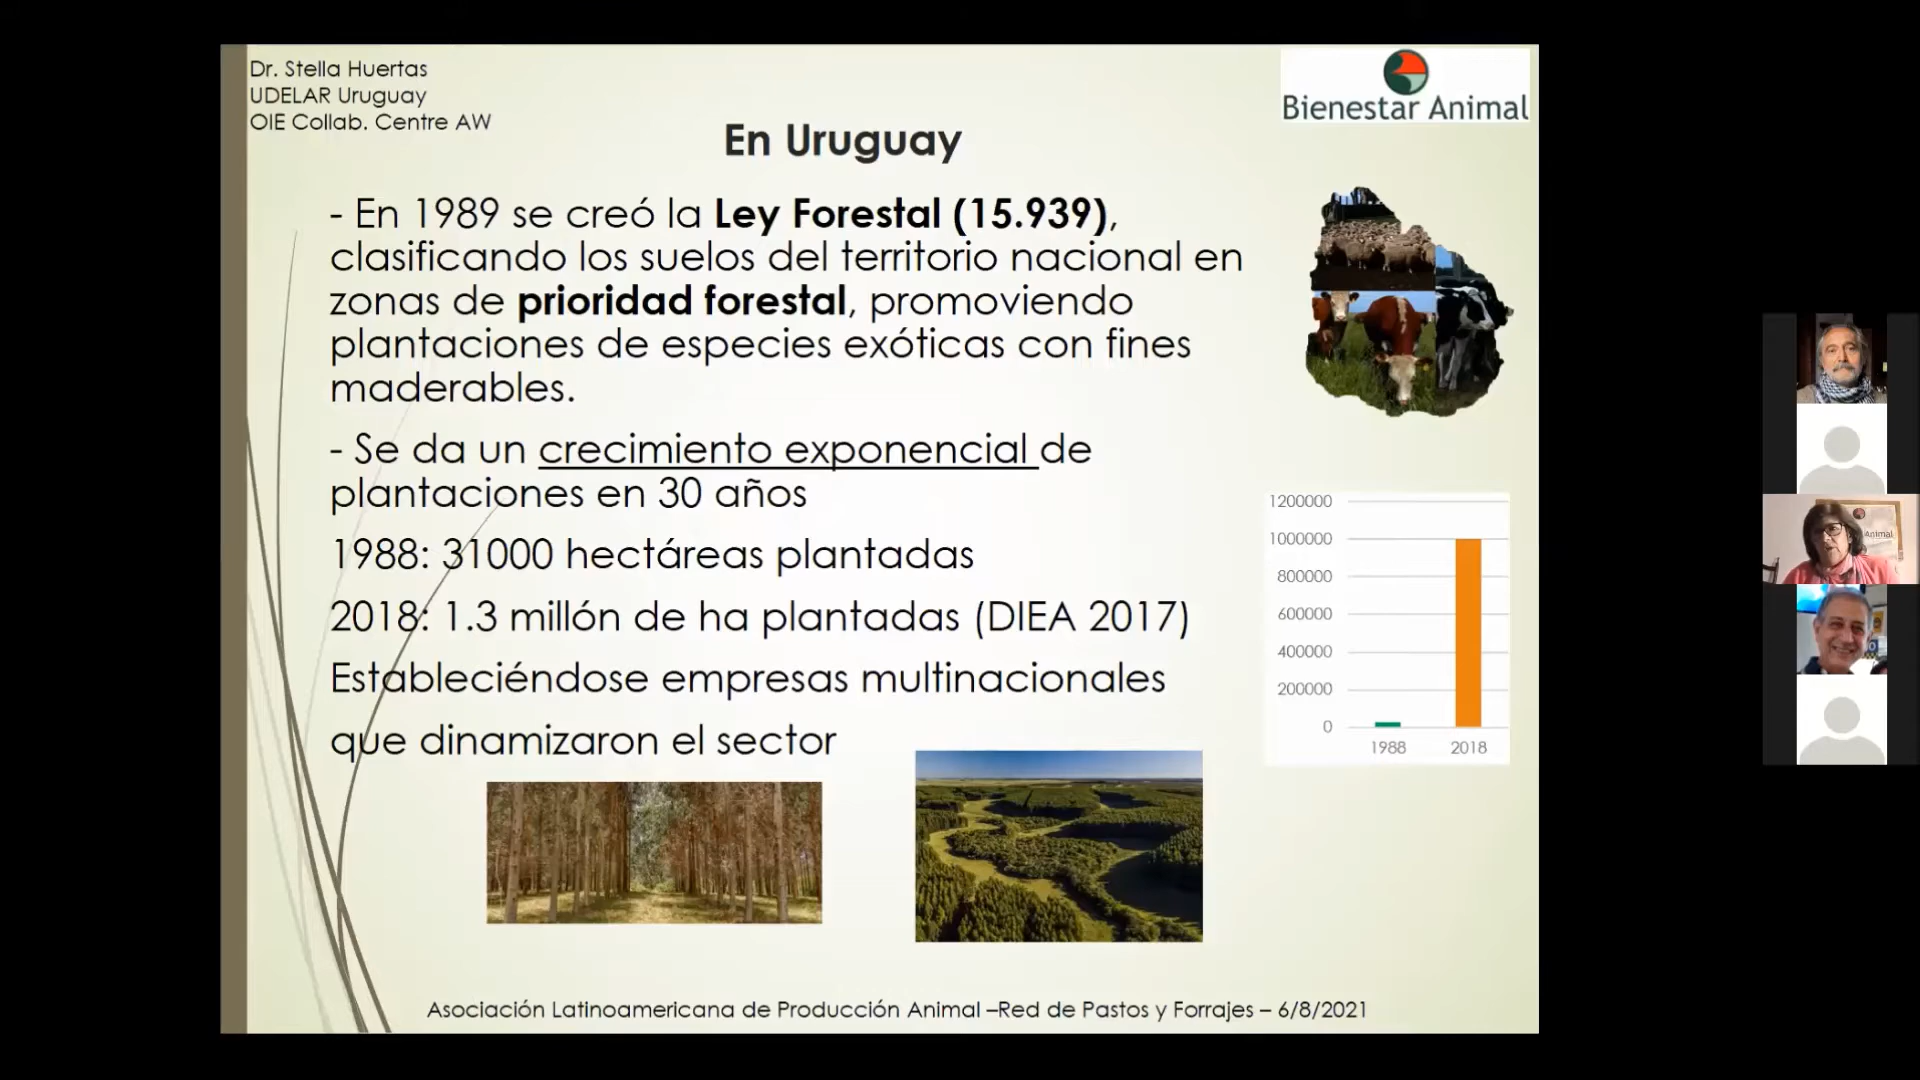 Dr. Stella Huertas
UDELAR Uruguay
OIE Collab. Centre AW
Bienestar Animal
En Uruguay
- En 1989 se creó la Ley Forestal (15.939),
clasificando los suelos del territorio nacional en
zonas de prioridad forestal, promoviendo
plantaciones de especies exóticas con fines
maderables.
- Se da un crecimiento exponencial de
plantaciones en 30 años
1988: 31000 hectáreas plantadas
2018: 1.3 millón de ha plantadas (DIEA 2017)
Estableciéndose empresas multinacionales
que dinamizaron el sector
1200000
1000000
800000
600000
400000
200000
0
1988 2018
Animal
Asociación Latinoamericana de Producción Animal –Red de Pastos y Forrajes – 6/8/2021